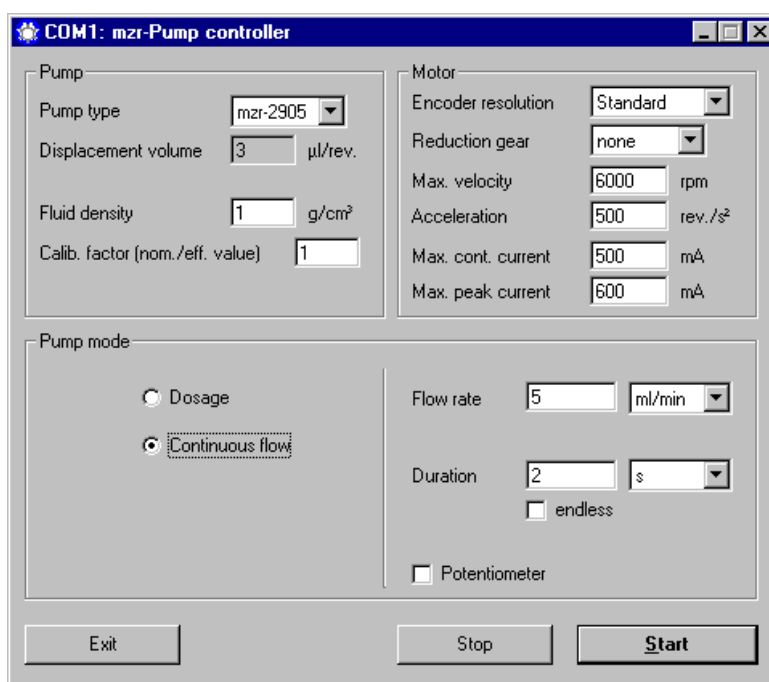 COM1: mzr-Pump controller
Pump
Pump type mzr-2905
Displacement volume 3 µl/rev.
Fluid density 1 g/cm³
Calib. factor (nom./eff. value) 1
Motor
Encoder resolution Standard
Reduction gear none
Max. velocity 6000 rpm
Acceleration 500 rev./s²
Max. cont. current 500 mA
Max. peak current 600 mA
Pump mode
Dosage
Continuous flow
Flow rate 5 ml/min
Duration 2 s
endless
Potentiometer
Exit Stop Start